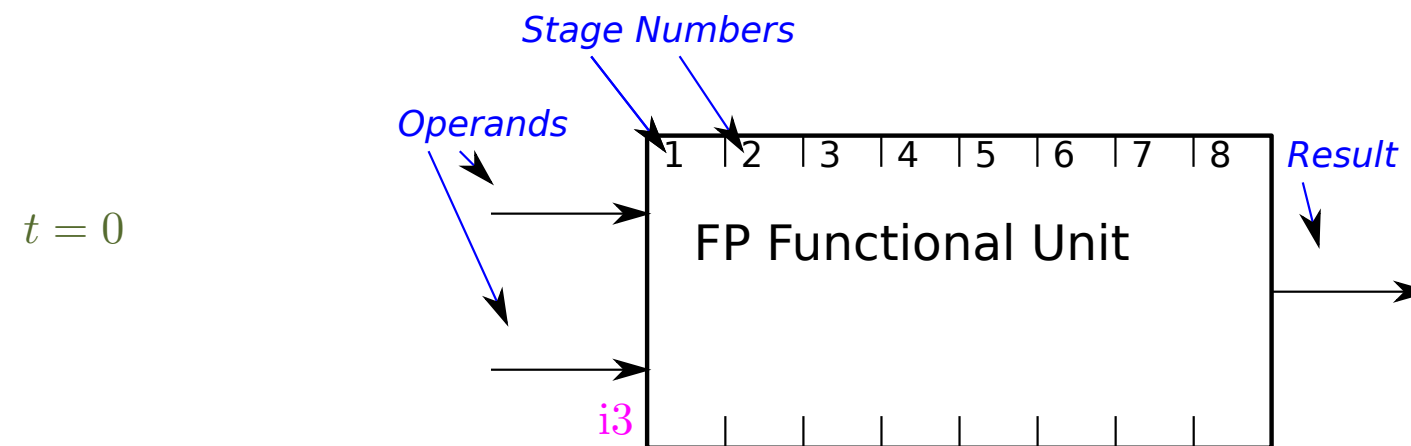 Stage Numbers
Operands
1 2 3 4 5 6 7 8
Result
t = 0
FP Functional Unit
i3